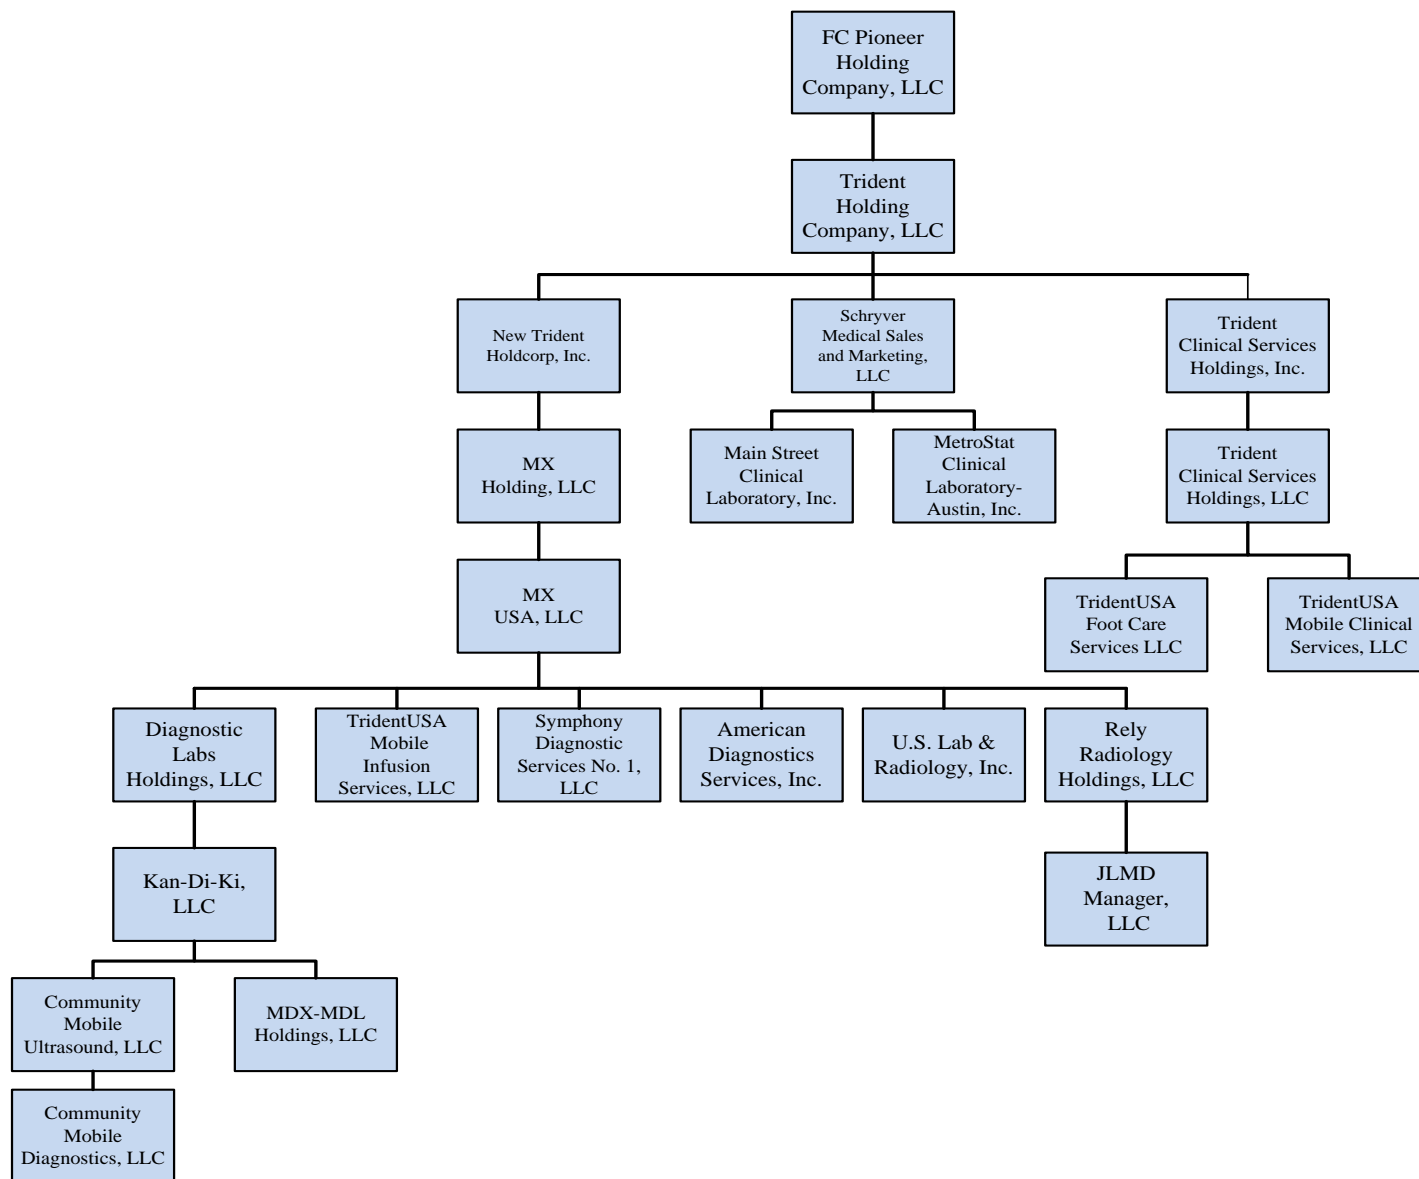 FC Pioneer
Holding
Company, LLC
Trident
Holding
Company, LLC
New Trident
Holdcorp, Inc.
Schryver
Medical Sales
and Marketing,
LLC
Trident
Clinical Services
Holdings, Inc.
MX
Holding, LLC
Main Street
Clinical
Laboratory, Inc.
MetroStat
Clinical
Laboratory-
Austin, Inc.
Trident
Clinical Services
Holdings, LLC
MX
USA, LLC
TridentUSA
Foot Care
Services LLC
TridentUSA
Mobile Clinical
Services, LLC
Diagnostic
Labs
Holdings, LLC
TridentUSA
Mobile
Infusion
Services, LLC
Symphony
Diagnostic
Services No. 1,
LLC
American
Diagnostics
Services, Inc.
U.S. Lab &
Radiology, Inc.
Rely
Radiology
Holdings, LLC
Kan-Di-Ki,
LLC
JLMD
Manager,
LLC
Community
Mobile
Ultrasound, LLC
MDX-MDL
Holdings, LLC
Community
Mobile
Diagnostics, LLC